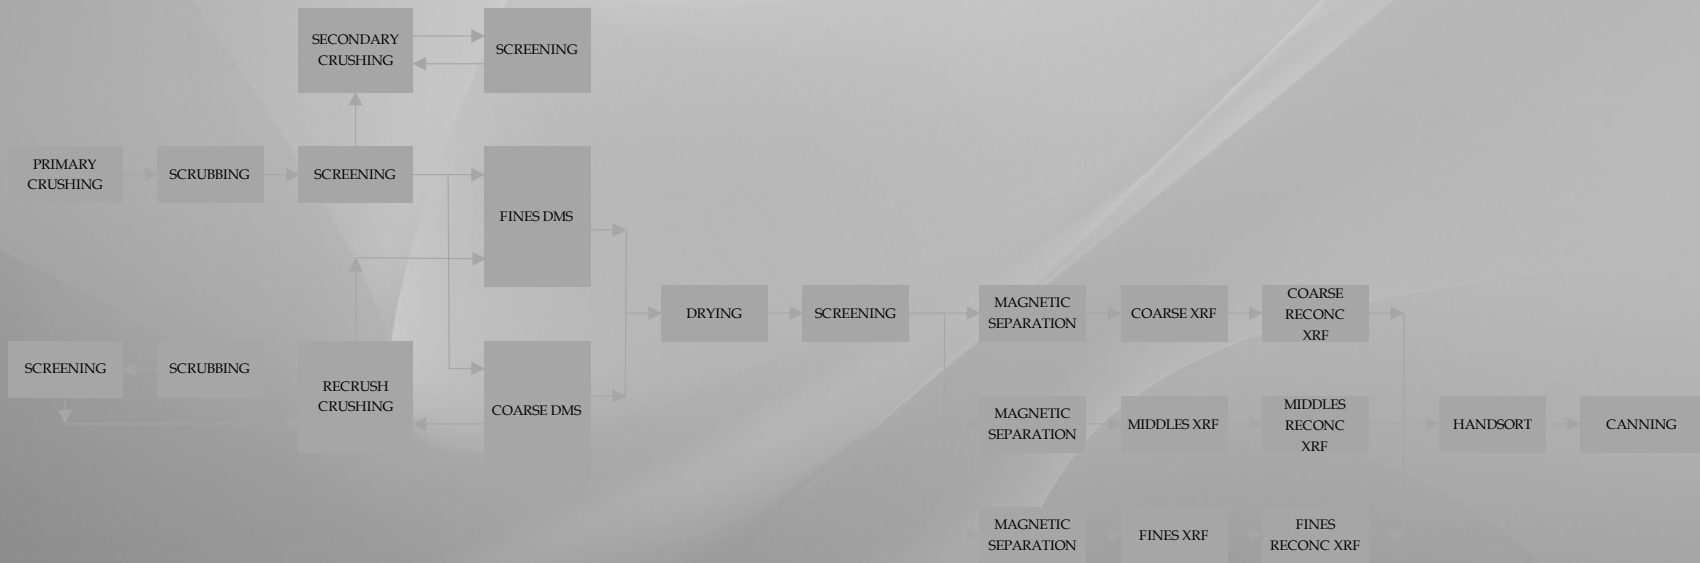 SECONDARY
CRUSHING
SCREENING
PRIMARY
CRUSHING
SCRUBBING
SCREENING
FINES DMS
DRYING
SCREENING
MAGNETIC
SEPARATION
COARSE XRF
COARSE
RECONC
XRF
SCREENING
SCRUBBING
RECRUSH
CRUSHING
COARSE DMS
MAGNETIC
SEPARATION
MIDDLES XRF
MIDDLES
RECONC
XRF
HANDSORT
CANNING
MAGNETIC
SEPARATION
FINES XRF
FINES
RECONC XRF